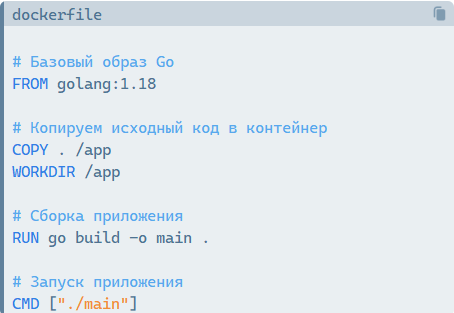 dockerfile
# Базовый образ Go
FROM golang:1.18
# Копируем исходный код в контейнер
COPY . /app
WORKDIR /app
# Сборка приложения
RUN go build -o main .
# Запуск приложения
CMD ["./main"]